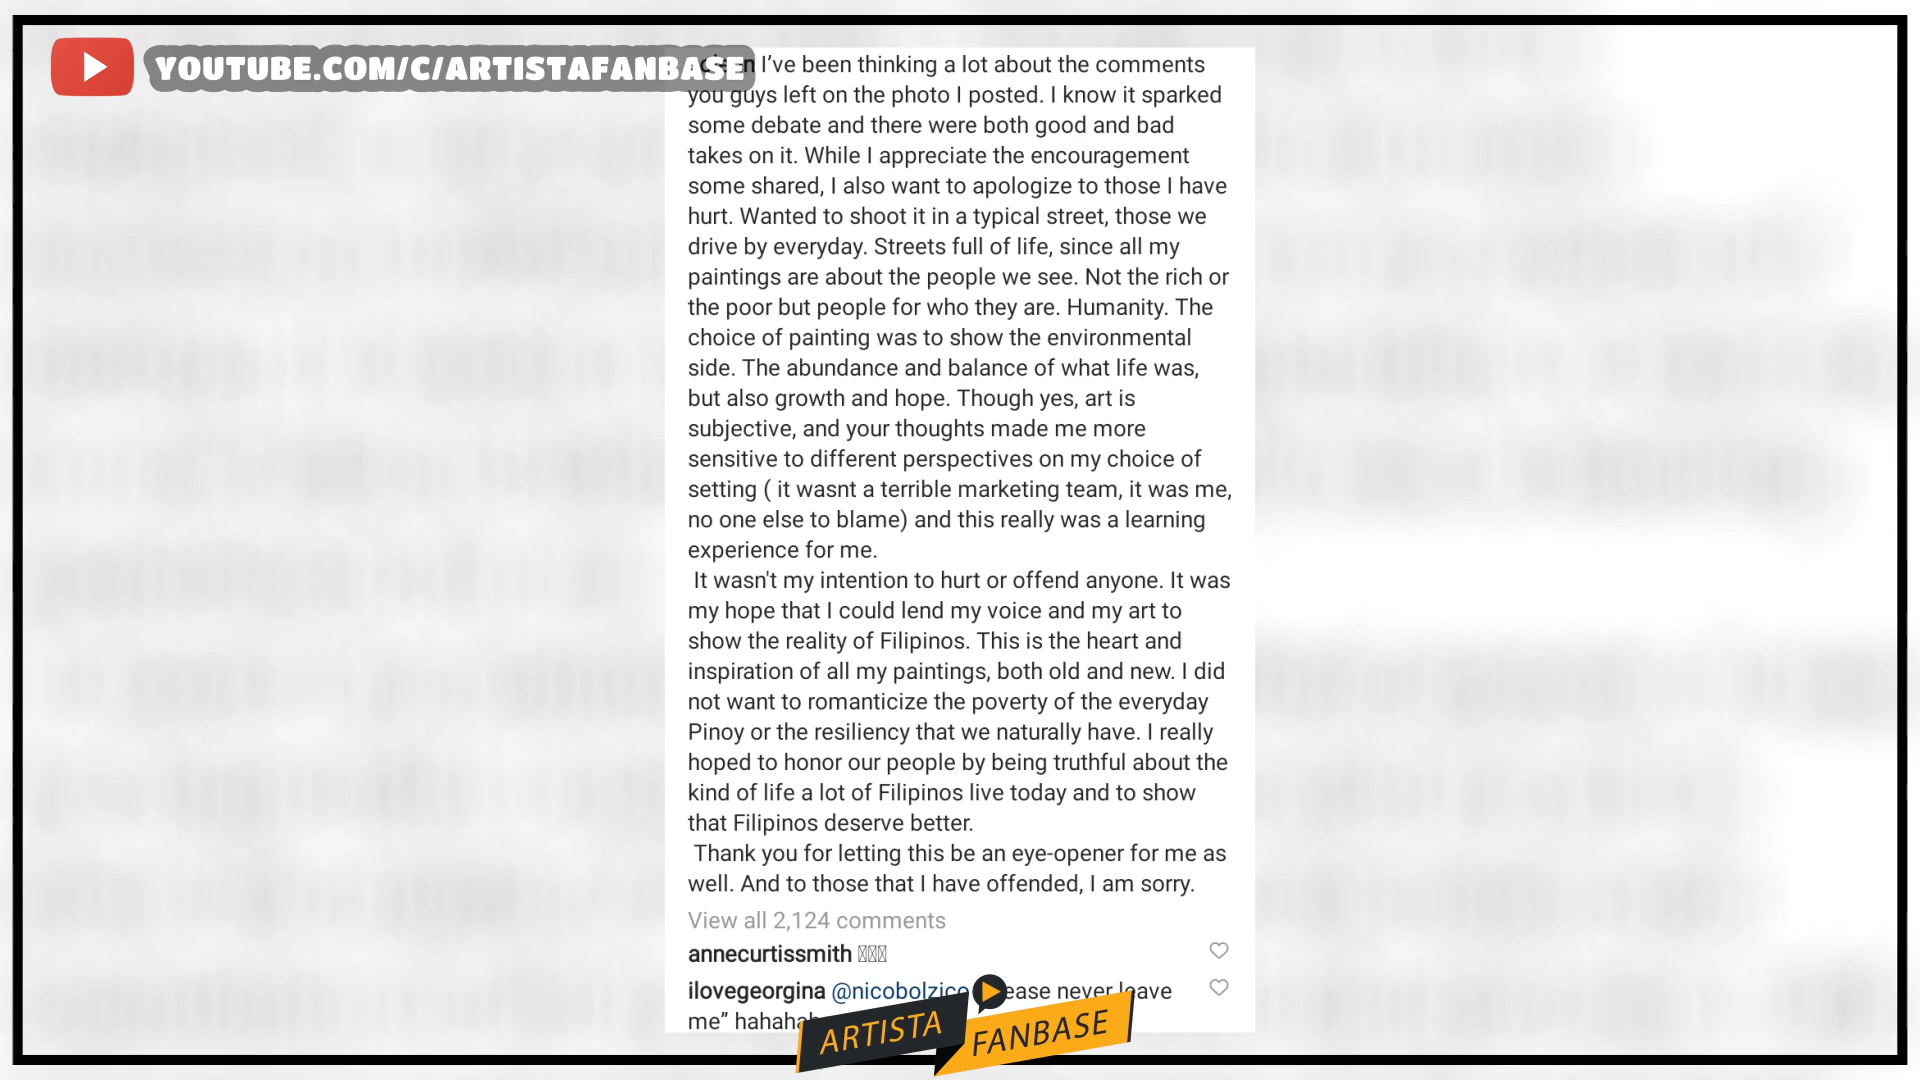 YOUTUBE.COM/C/ARTISTAFANBASE
I've been thinking a lot about the comments
you guys left on the photo I posted. I know it sparked
some debate and there were both good and bad
takes on it. While I appreciate the encouragement
some shared, I also want to apologize to those I have
hurt. Wanted to shoot it in a typical street, those we
drive by everyday. Streets full of life, since all my
paintings are about the people we see. Not the rich or
the poor but people for who they are. Humanity. The
choice of painting was to show the environmental
side. The abundance and balance of what life was,
but also growth and hope. Though yes, art is
subjective, and your thoughts made me more
sensitive to different perspectives on my choice of
setting ( it wasnt a terrible marketing team, it was me,
no one else to blame) and this really was a learning
experience for me.
It wasn't my intention to hurt or offend anyone. It was
my hope that I could lend my voice and my art to
show the reality of Filipinos. This is the heart and
inspiration of all my paintings, both old and new. I did
not want to romanticize the poverty of the everyday
Pinoy or the resiliency that we naturally have. I really
hoped to honor our people by being truthful about the
kind of life a lot of Filipinos live today and to show
that Filipinos deserve better.
Thank you for letting this be an eye-opener for me as
well. And to those that I have offended, I am sorry.
View all 2,124 comments
annecurtissmith
ilovegeorgina @nicobolzico never leave
me” hahahah
ARTISTA FANBASE